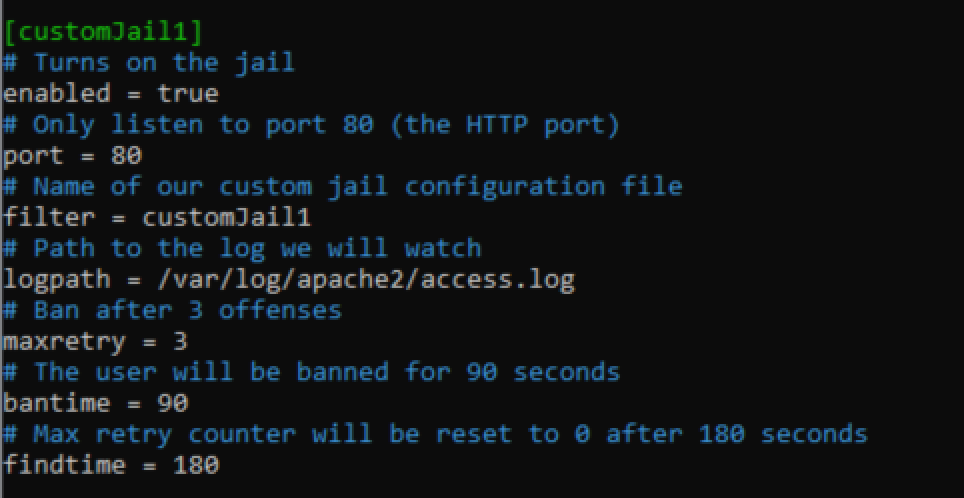 [customJail1]
# Turns on the jail
enabled = true
# Only listen to port 80 (the HTTP port)
port = 80
# Name of our custom jail configuration file
filter = customJail1
# Path to the log we will watch
logpath = /var/log/apache2/access.log
# Ban after 3 offenses
maxretry = 3
# The user will be banned for 90 seconds
bantime = 90
# Max retry counter will be reset to 0 after 180 seconds
findtime = 180